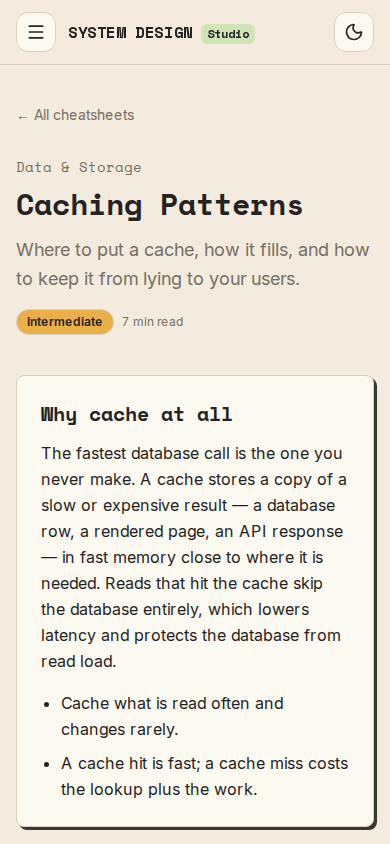 SYSTEM DESIGN Studio
← All cheatsheets
Data & Storage
Caching Patterns
Where to put a cache, how it fills, and how
to keep it from lying to your users.
Intermediate 7 min read
Why cache at all
The fastest database call is the one you
never make. A cache stores a copy of a
slow or expensive result — a database
row, a rendered page, an API response
— in fast memory close to where it is
needed. Reads that hit the cache skip
the database entirely, which lowers
latency and protects the database from
read load.
• Cache what is read often and
changes rarely.
• A cache hit is fast; a cache miss costs
the lookup plus the work.